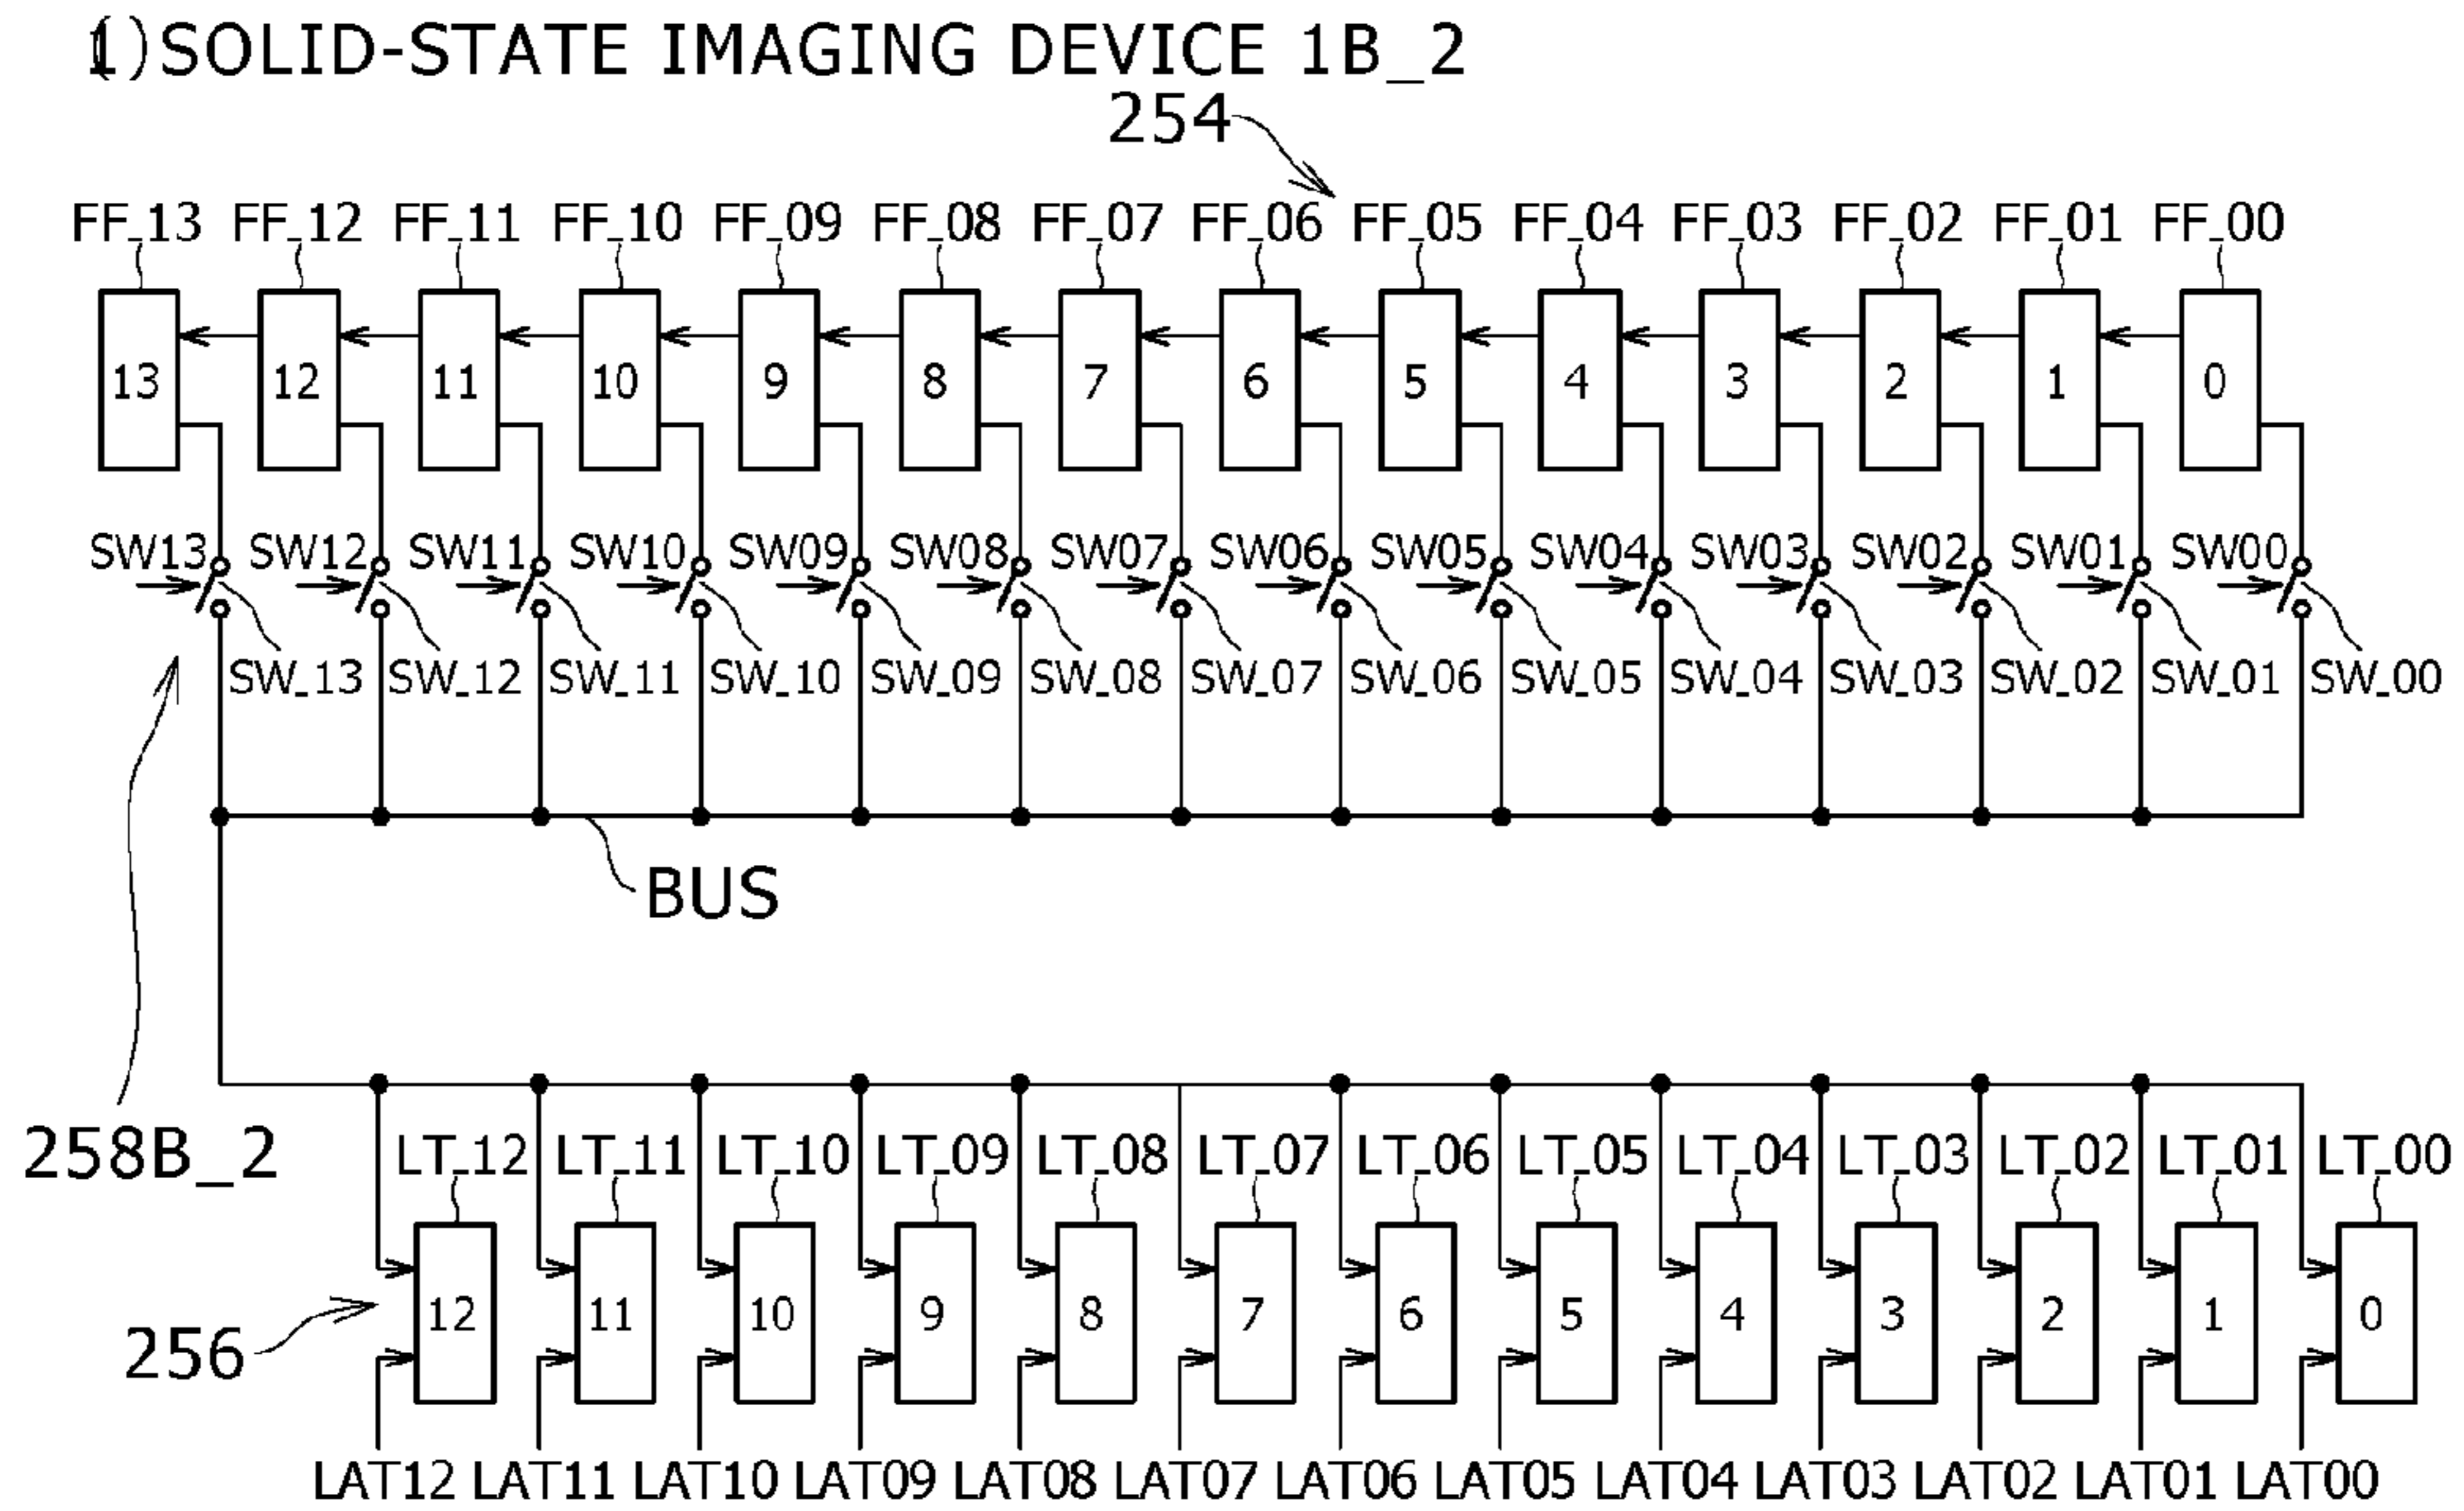 (1)SOLID-STATE IMAGING DEVICE 1B_2
254
FF_13 FF_12 FF_11 FF_10 FF_09 FF_08 FF_07 FF_06 FF_05 FF_04 FF_03 FF_02 FF_01 FF_00
13 12 11 10 9 8 7 6 5 4 3 2 1 0
SW13 SW12 SW11 SW10 SW09 SW08 SW07 SW06 SW05 SW04 SW03 SW02 SW01 SW00
SW_13 SW_12 SW_11 SW_10 SW_09 SW_08 SW_07 SW_06 SW_05 SW_04 SW_03 SW_02 SW_01 SW_00
BUS
258B_2
LT_12 LT_11 LT_10 LT_09 LT_08 LT_07 LT_06 LT_05 LT_04 LT_03 LT_02 LT_01 LT_00
12 11 10 9 8 7 6 5 4 3 2 1 0
256
LAT12 LAT11 LAT10 LAT09 LAT08 LAT07 LAT06 LAT05 LAT04 LAT03 LAT02 LAT01 LAT00